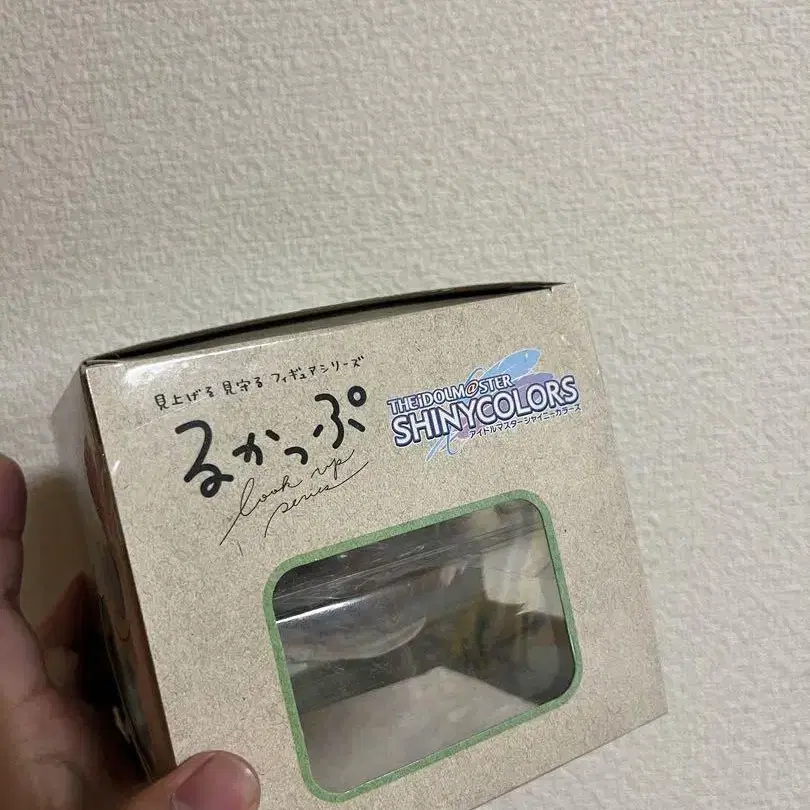 見上げる 見守る フィギュアシリーズ
るかっぷ
look up
series
THE iDOLM@STER
SHINYCOLORS
アイドルマスターシャイニーカラーズ